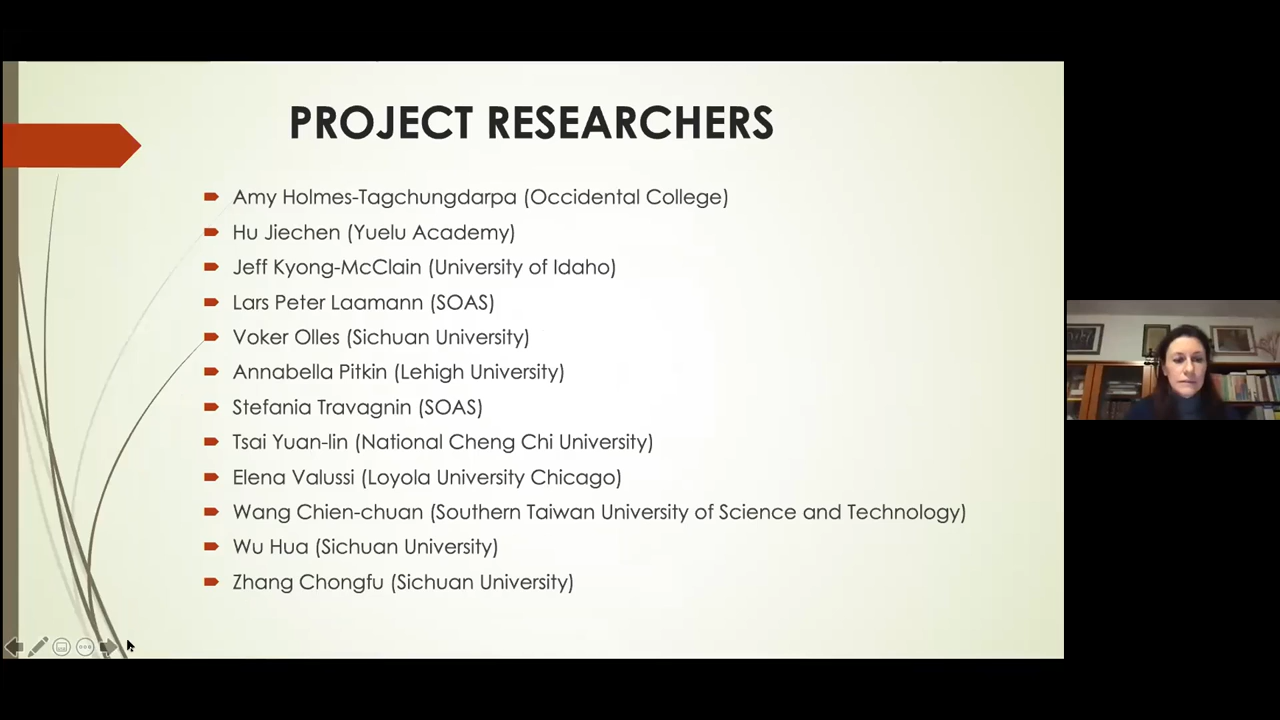 PROJECT RESEARCHERS
Amy Holmes-Tagchungdarpa (Occidental College)
Hu Jiechen (Yuelu Academy)
Jeff Kyong-McClain (University of Idaho)
Lars Peter Laamann (SOAS)
Voker Olles (Sichuan University)
Annabella Pitkin (Lehigh University)
Stefania Travagnin (SOAS)
Tsai Yuan-lin (National Cheng Chi University)
Elena Valussi (Loyola University Chicago)
Wang Chien-chuan (Southern Taiwan University of Science and Technology)
Wu Hua (Sichuan University)
Zhang Chongfu (Sichuan University)